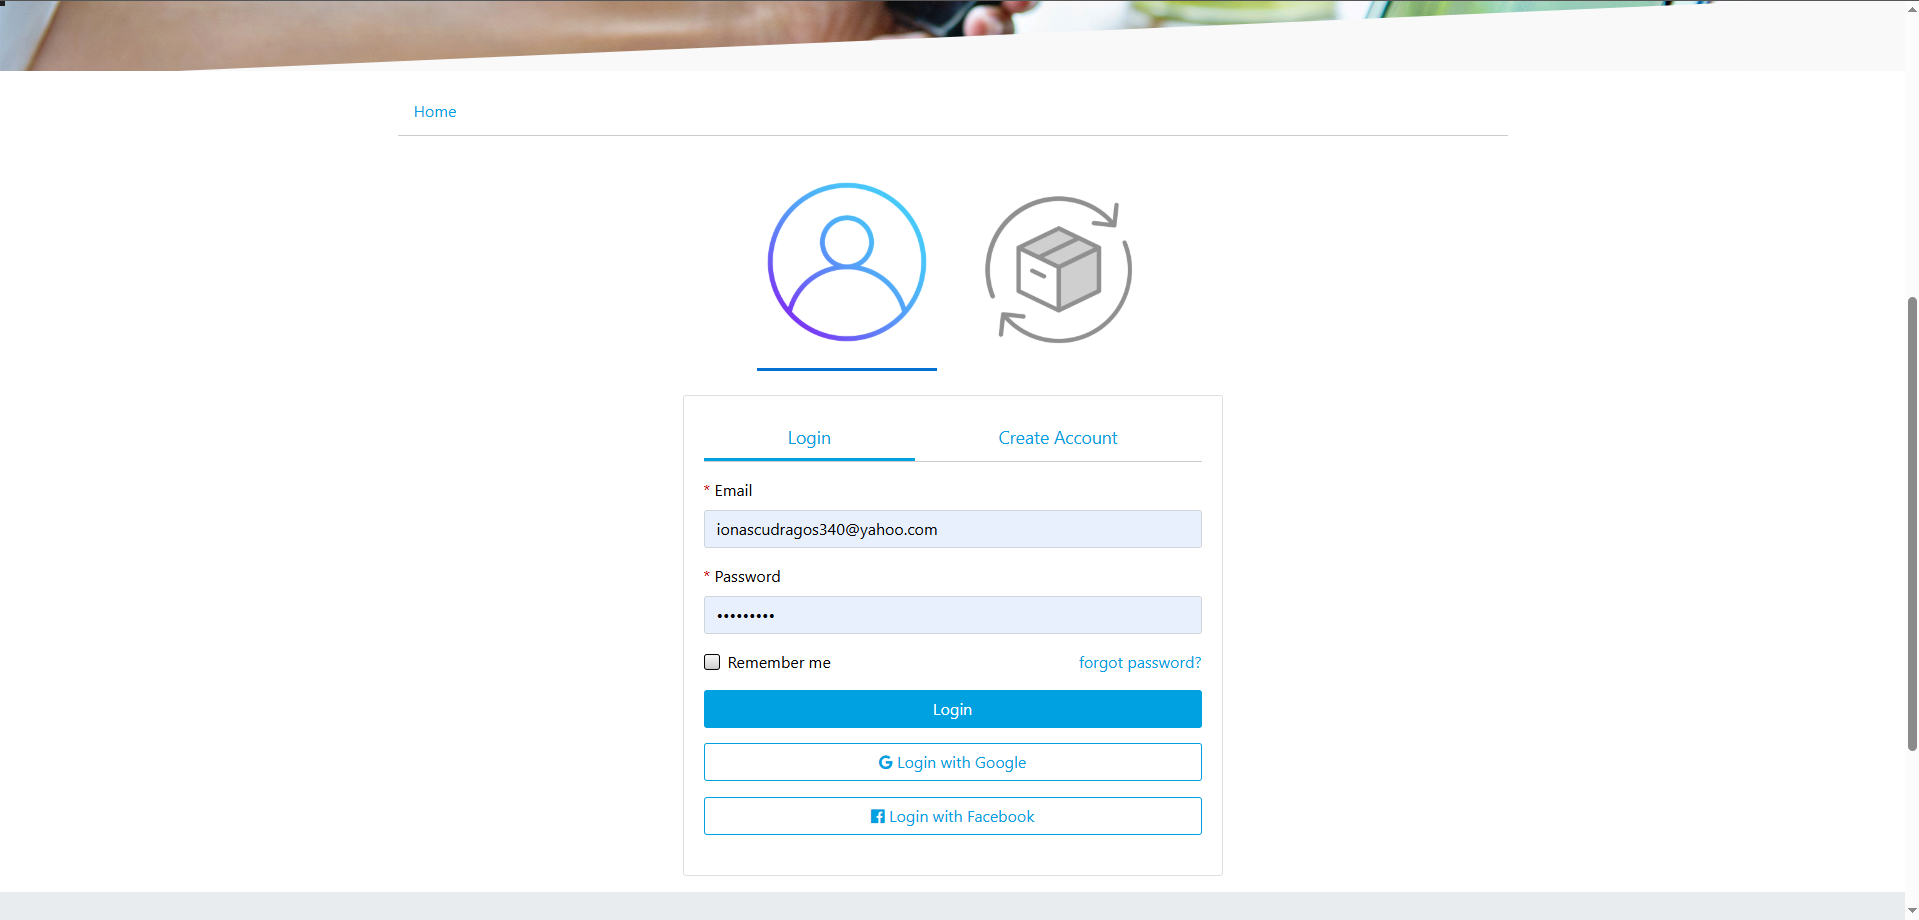 Home
Login
Create Account
* Email
ionascudragos340@yahoo.com
* Password
•••••••••
Remember me
forgot password?
Login
Login with Google
Login with Facebook